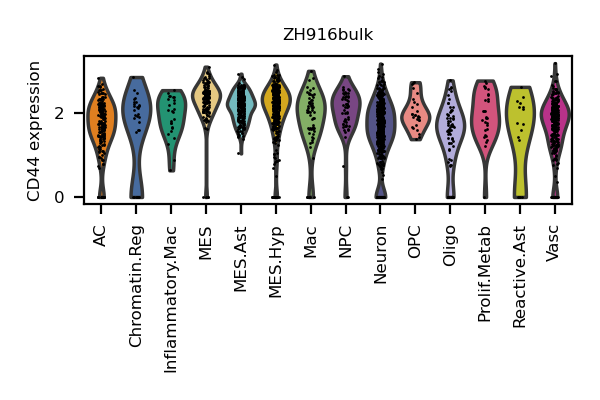 ZH916bulk
CD44 expression
2
0
AC
Chromatin.Reg
Inflammatory.Mac
MES
MES.Ast
MES.Hyp
Mac
NPC
Neuron
OPC
Oligo
Prolif.Metab
Reactive.Ast
Vasc